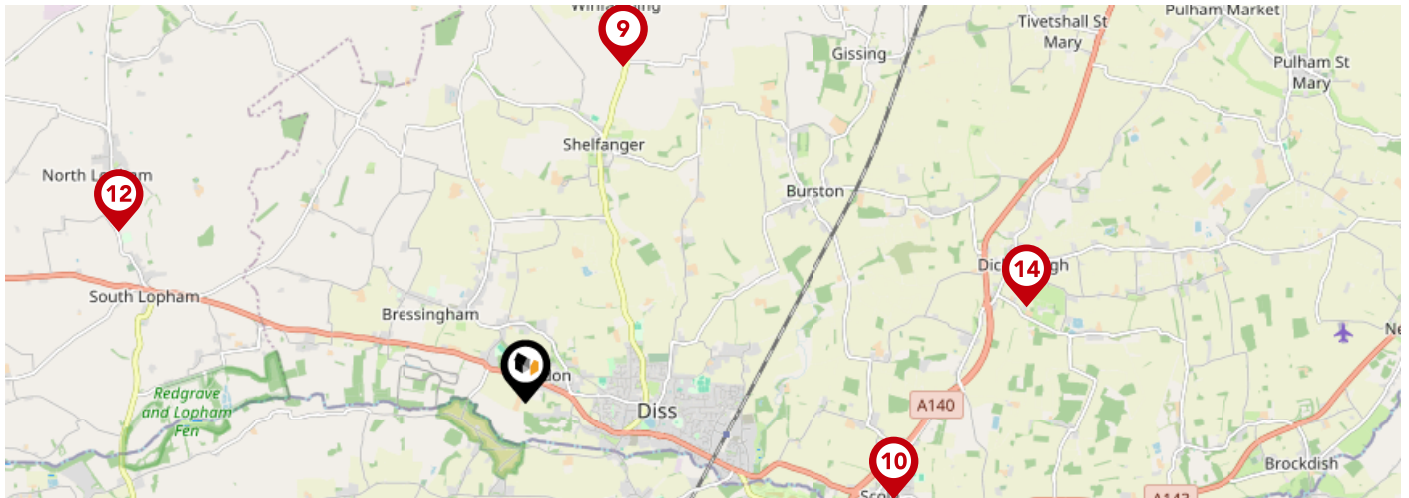 9
Tivetshall St
Mary
Pulham Market
Gissing
Pulham St
Mary
Shelfanger
North
12
Burston
14
South Lopham
Bressingham
Redgrave
and Lopham
Fen
Diss
A140
10
Brockdish